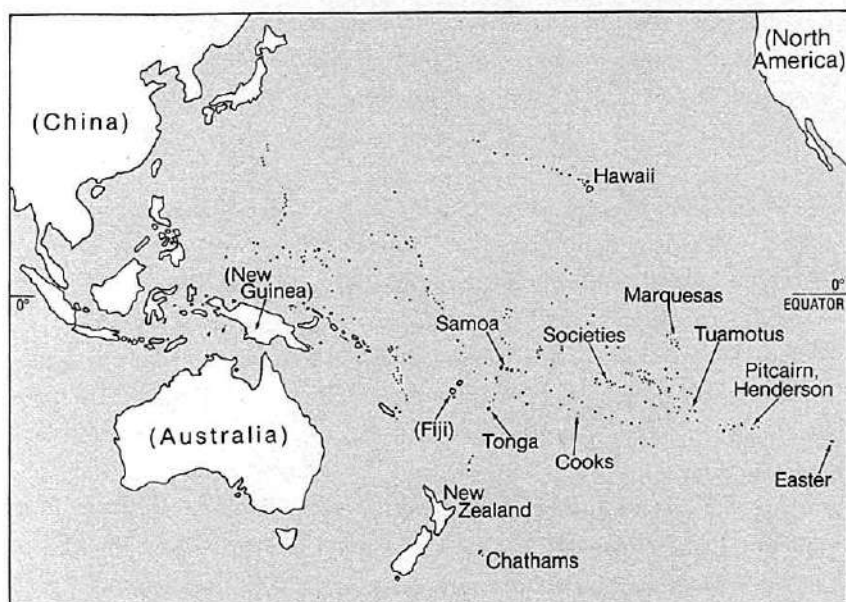 (North
America)
(China)
Hawaii
(New
Guinea)
0°
0°
EQUATOR
Marquesas
Samoa
Societies
Tuamotus
Pitcairn,
Henderson
(Australia)
(Fiji)
Tonga
Cooks
Easter
New
Zealand
Chathams